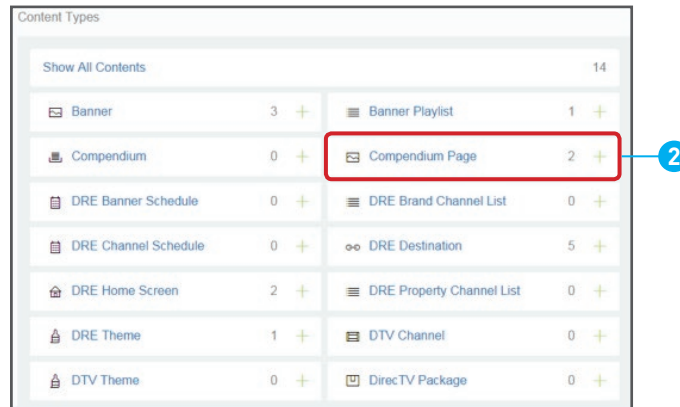 Content Types
Show All Contents 14
Banner 3 + Banner Playlist 1 +
Compendium 0 + Compendium Page 2 + 2
DRE Banner Schedule 0 + DRE Brand Channel List 0 +
DRE Channel Schedule 0 + DRE Destination 5 +
DRE Home Screen 2 + DRE Property Channel List 0 +
DRE Theme 1 + DTV Channel 0 +
DTV Theme 0 + DirecTV Package 0 +